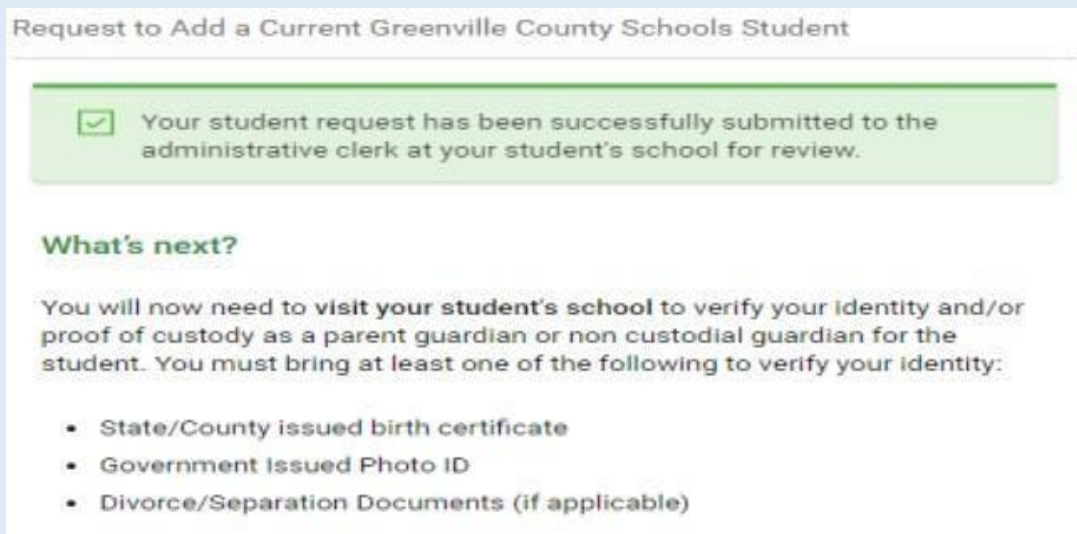 Request to Add a Current Greenville County Schools Student
Your student request has been successfully submitted to the
administrative clerk at your student's school for review.
What's next?
You will now need to visit your student's school to verify your identity and/or
proof of custody as a parent guardian or non custodial guardian for the
student. You must bring at least one of the following to verify your identity:
• State/County issued birth certificate
• Government Issued Photo ID
• Divorce/Separation Documents (if applicable)